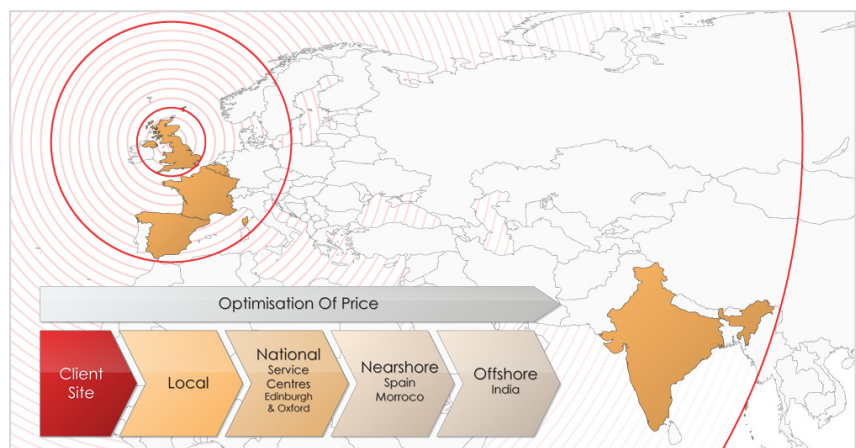 Optimisation Of Price
Client
Site
Local
National
Service
Centres
Edinburgh
& Oxford
Nearshore
Spain
Morroco
Offshore
India